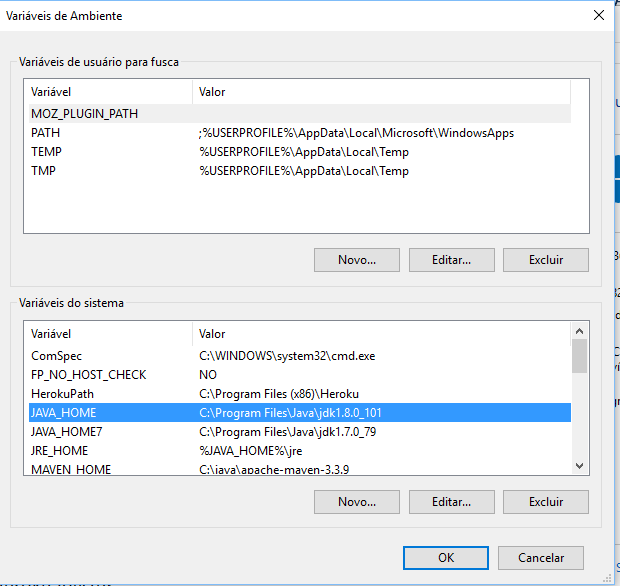 Variáveis de Ambiente
Variáveis de usuário para fusca
Variável Valor
MOZ_PLUGIN_PATH
PATH ;%USERPROFILE%\AppData\Local\Microsoft\WindowsApps
TEMP %USERPROFILE%\AppData\Local\Temp
TMP %USERPROFILE%\AppData\Local\Temp
Novo... Editar... Excluir
Variáveis do sistema
Variável Valor
ComSpec C:\WINDOWS\system32\cmd.exe
FP_NO_HOST_CHECK NO
HerokuPath C:\Program Files (x86)\Heroku
JAVA_HOME C:\Program Files\Java\jdk1.8.0_101
JAVA_HOME7 C:\Program Files\Java\jdk1.7.0_79
JRE_HOME %JAVA_HOME%\jre
MAVEN_HOME C:\java\apache-maven-3.3.9
Novo... Editar... Excluir
OK Cancelar